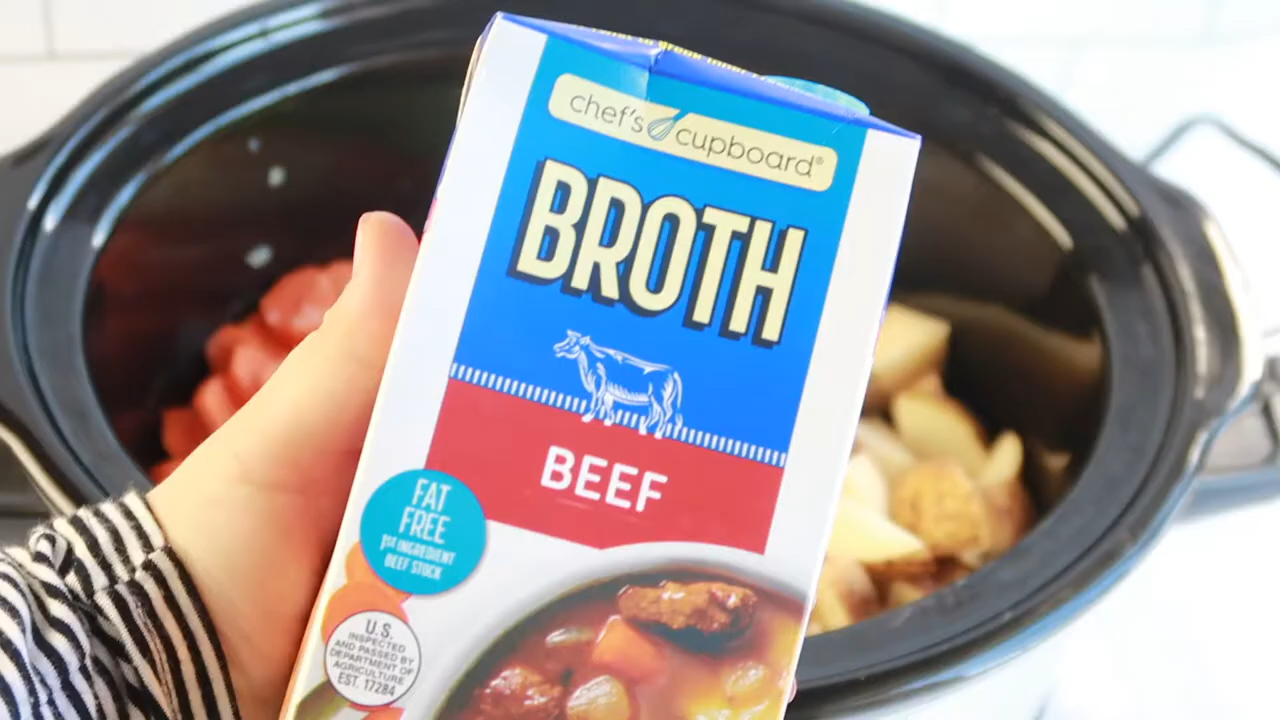 chef's cupboard®
BROTH
BEEF
FAT
FREE
1ST INGREDIENT
BEEF STOCK
U.S.
INSPECTED
AND PASSED BY
DEPARTMENT OF
AGRICULTURE
EST. 17284